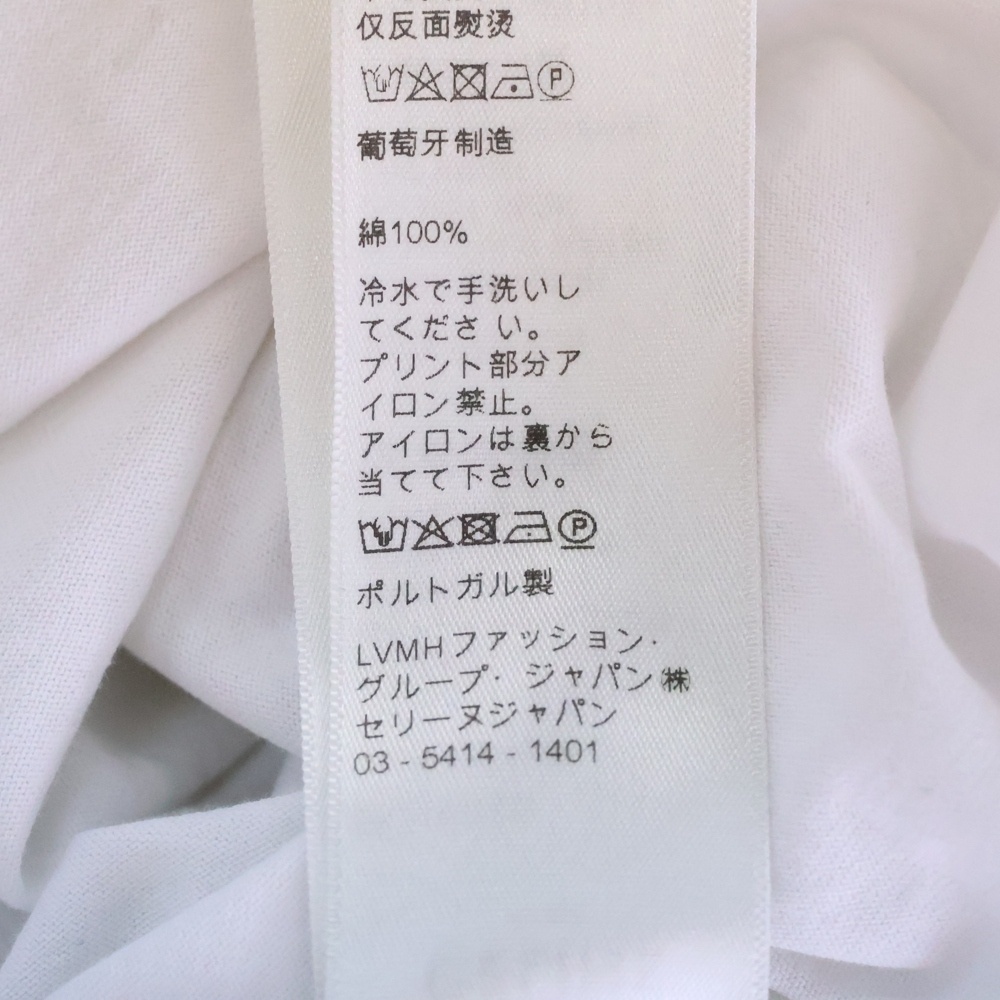 仅反面熨烫
葡萄牙制造
綿100%
冷水で手洗いし
てください。
プリント部分ア
イロン禁止。
アイロンは裏から
当てて下さい。
ポルトガル製
LVMHファッション・
グループ・ジャパン㈱
セリーヌジャパン
03 - 5414 - 1401